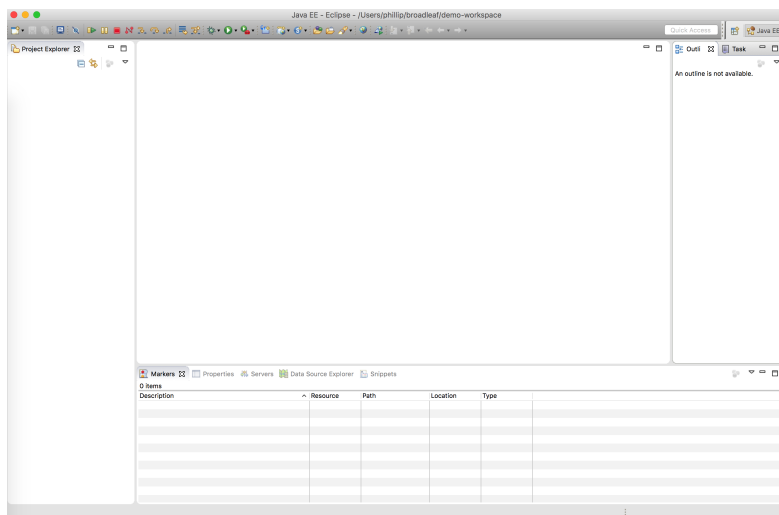 Java EE - Eclipse - /Users/phillip/broadleaf/demo-workspace
Quick Access
Java EE
Project Explorer
Outli
Task
An outline is not available.
Markers
Properties
Servers
Data Source Explorer
Snippets
0 items
Description
Resource
Path
Location
Type